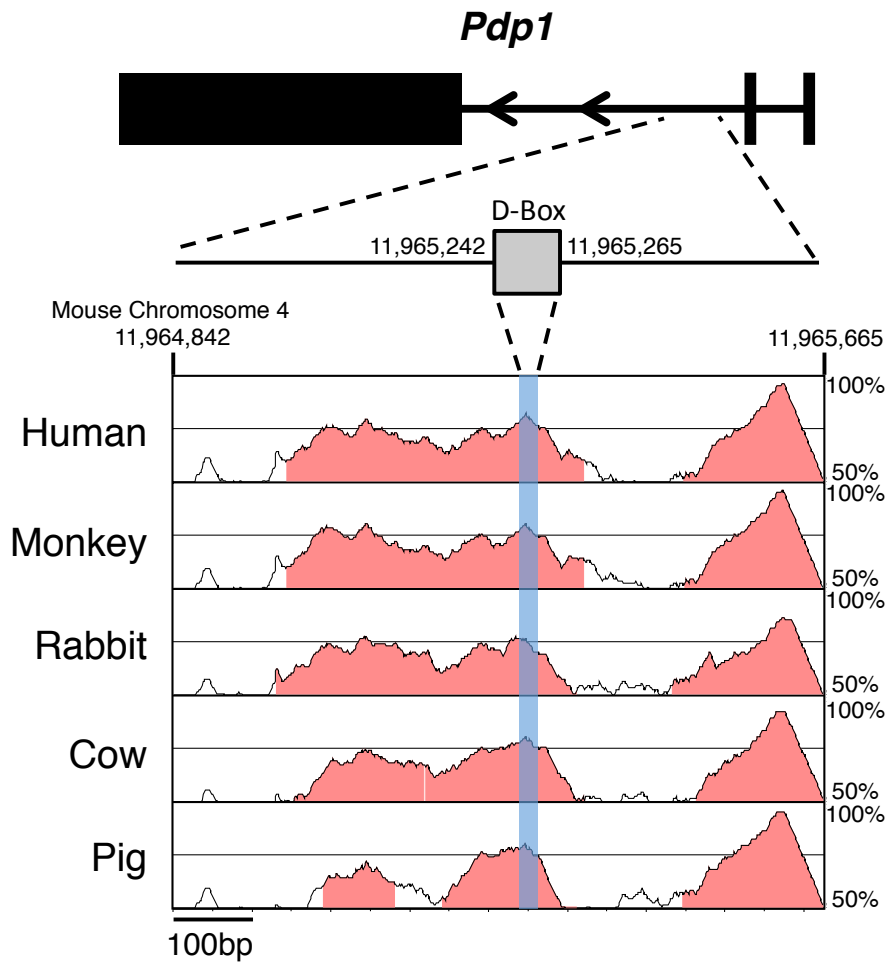 Pdp1
D-Box
11,965,242
11,965,265
Mouse Chromosome 4
11,964,842
11,965,665
Human
100%
50%
Monkey
100%
50%
Rabbit
100%
50%
Cow
100%
50%
Pig
100%
50%
100bp